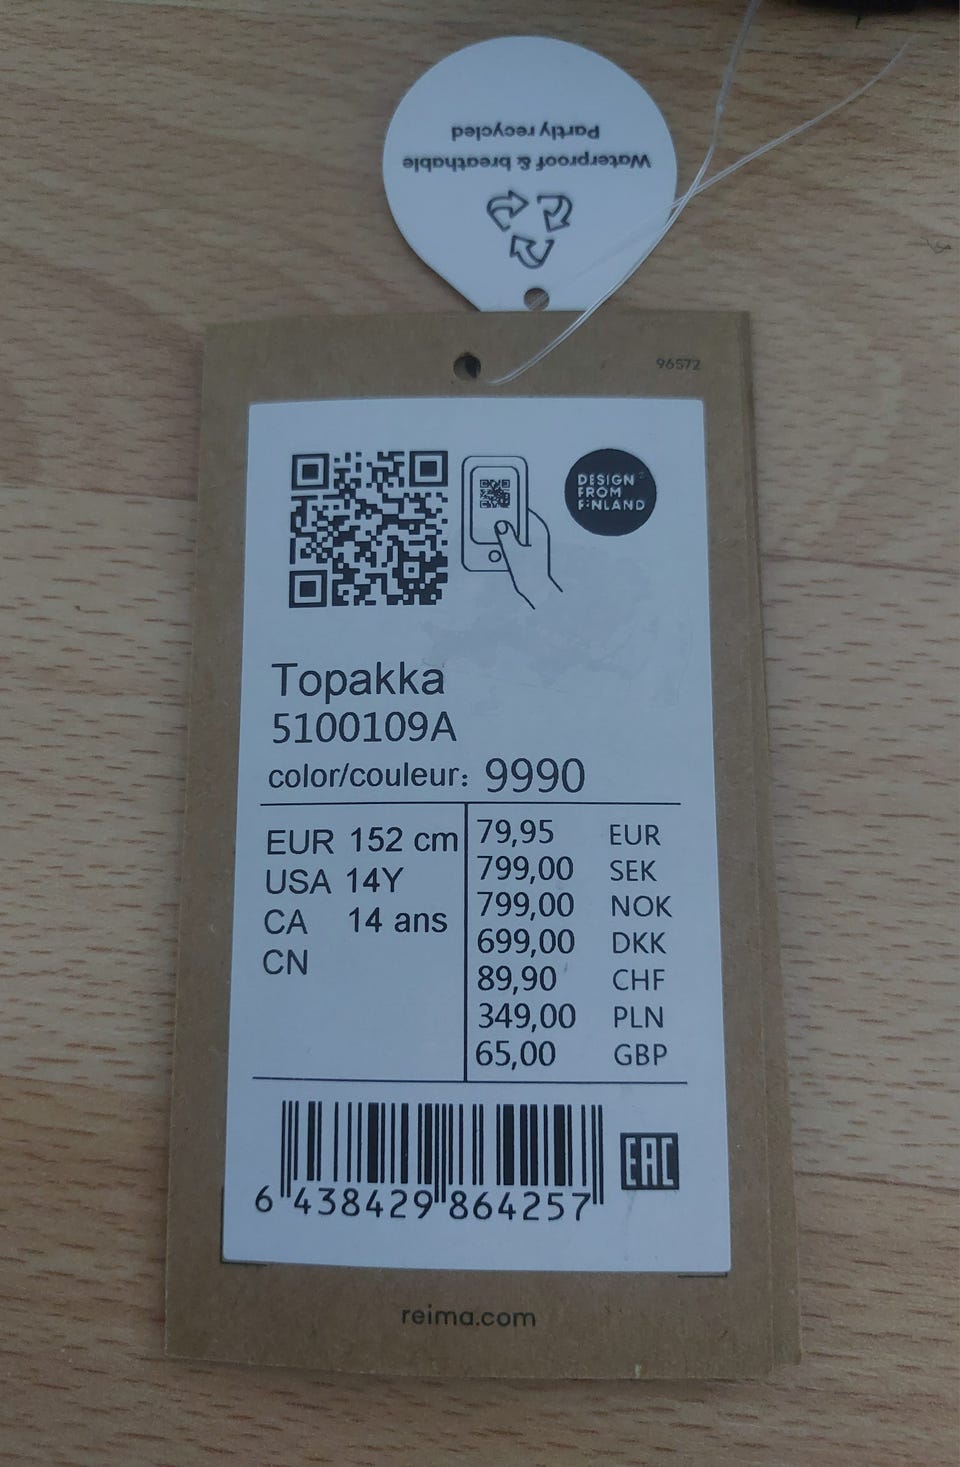 Waterproof & breathable
Partly recycled
96572
DESIGN
FROM
FINLAND
Topakka
5100109A
color/couleur: 9990
EUR 152 cm
USA 14Y
CA 14 ans
CN
79,95 EUR
799,00 SEK
799,00 NOK
699,00 DKK
89,90 CHF
349,00 PLN
65,00 GBP
6 438429 864257
EAC
reima.com